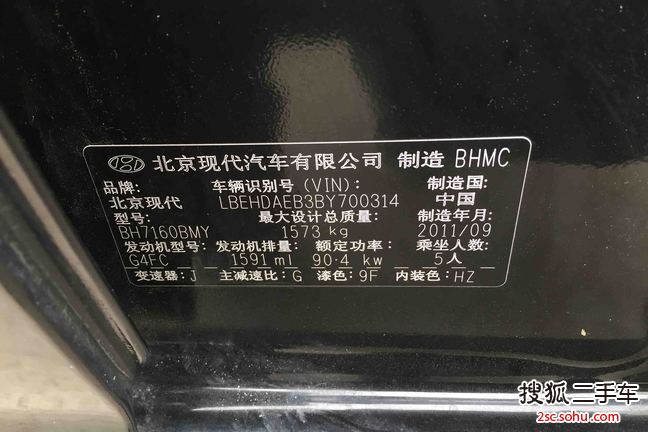 北京现代汽车有限公司 制造 BHMC
品牌: 车辆识别号(VIN): 制造国:
北京现代 LBEHDAEB3BY700314 中国
型号: 最大设计总质量: 制造年月:
BH7160BMY 1573 kg 2011/09
发动机型号: 发动机排量: 额定功率: 乘坐人数:
G4FC 1591 ml 90.4 kw 5人
变速器:J 主减速比:G 漆色:9F 内装色:HZ
搜狐二手车
2sc.sohu.com